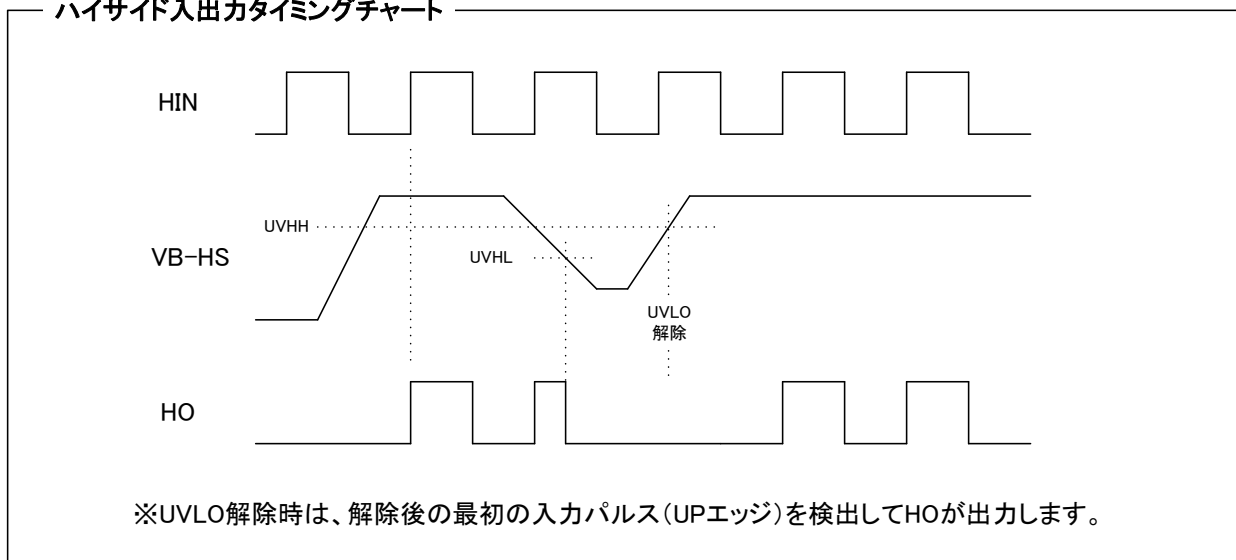 ハイサイド入出力タイミングチャート
HIN
UVHH
VB-HS
UVHL
UVLO
解除
HO
※UVLO解除時は、解除後の最初の入力パルス(UPエッジ)を検出してHOが出力します。